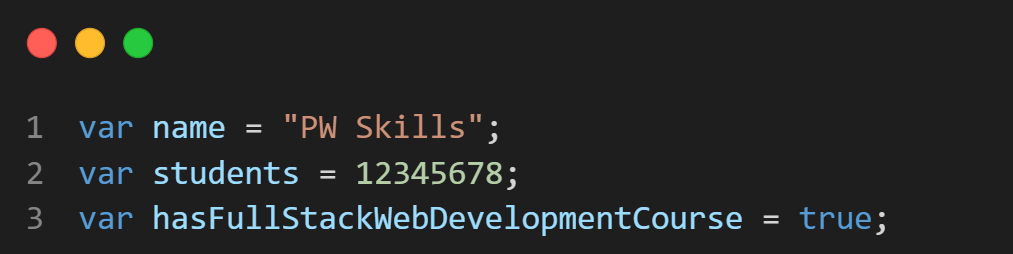 1 var name = "PW Skills";
2 var students = 12345678;
3 var hasFullStackWebDevelopmentCourse = true;